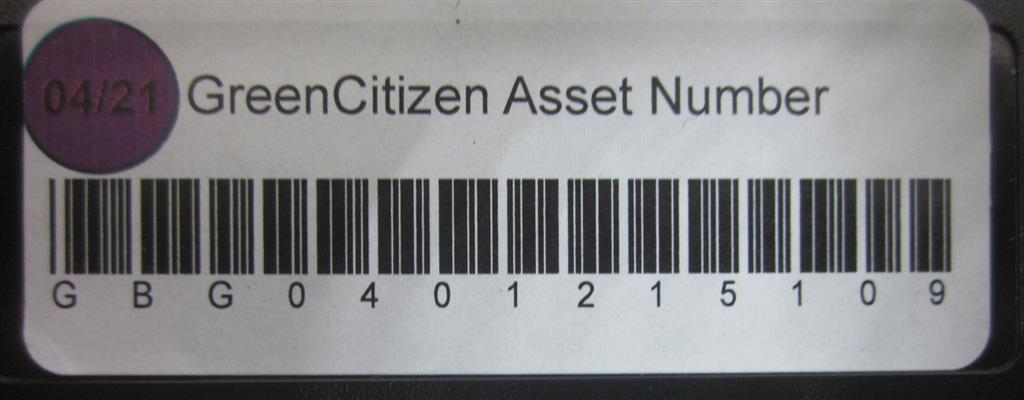 04/21 GreenCitizen Asset Number
G B G 0 4 0 1 2 1 5 1 0 9